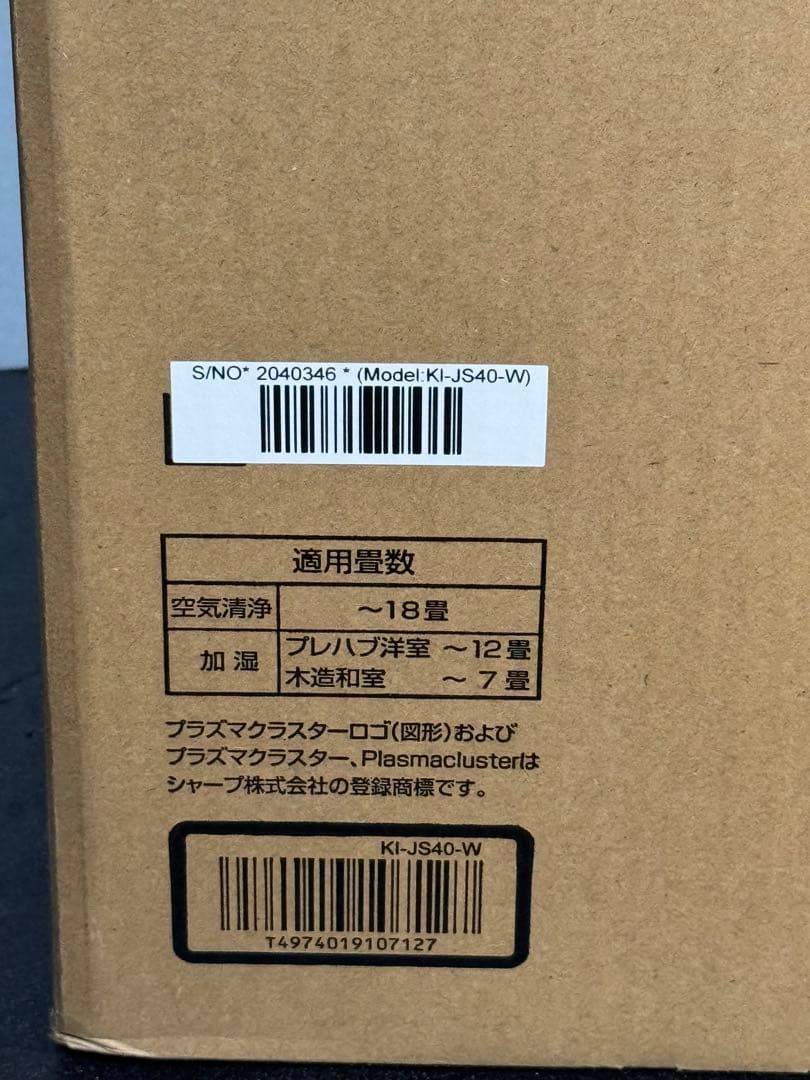 S/NO* 2040346 * (Model:KI-JS40-W)
適用畳数
空気清浄 ～18畳
加湿 プレハブ洋室 ～12畳
木造和室 ～ 7畳
プラズマクラスターロゴ(図形)および
プラズマクラスター、Plasmaclusterは
シャープ株式会社の登録商標です。
KI-JS40-W
T4974019107127